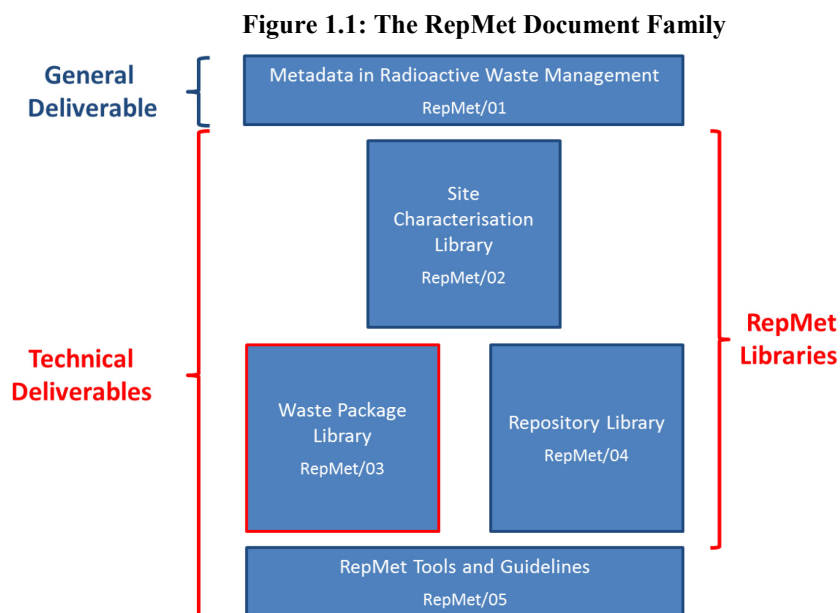 Figure 1.1: The RepMet Document Family
General
Deliverable
Metadata in Radioactive Waste Management
RepMet/01
Site
Characterisation
Library
RepMet/02
Technical
Deliverables
RepMet
Libraries
Waste Package
Library
RepMet/03
Repository Library
RepMet/04
RepMet Tools and Guidelines
RepMet/05